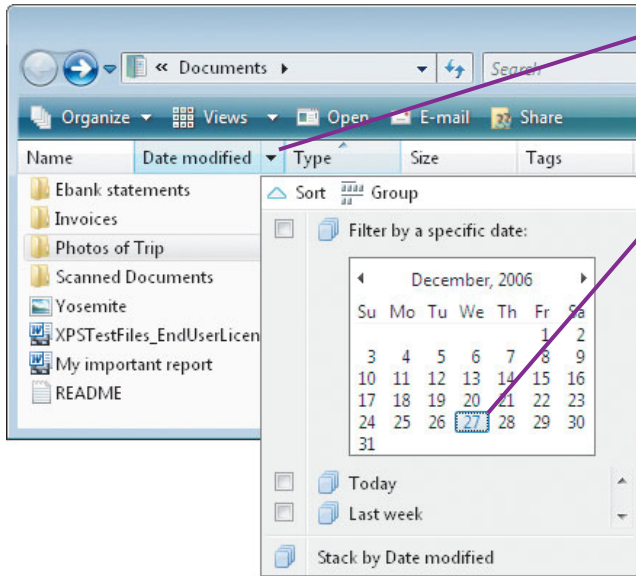 « Documents
Search
Organize Views Open E-mail Share
Name Date modified Type Size Tags
Ebank statements
Invoices
Photos of Trip
Scanned Documents
Yosemite
XPSTestFiles_EndUserLicen
My important report
README
Sort Group
Filter by a specific date:
December, 2006
Su Mo Tu We Th Fr Sa
1 2
3 4 5 6 7 8 9
10 11 12 13 14 15 16
17 18 19 20 21 22 23
24 25 26 27 28 29 30
31
Today
Last week
Stack by Date modified